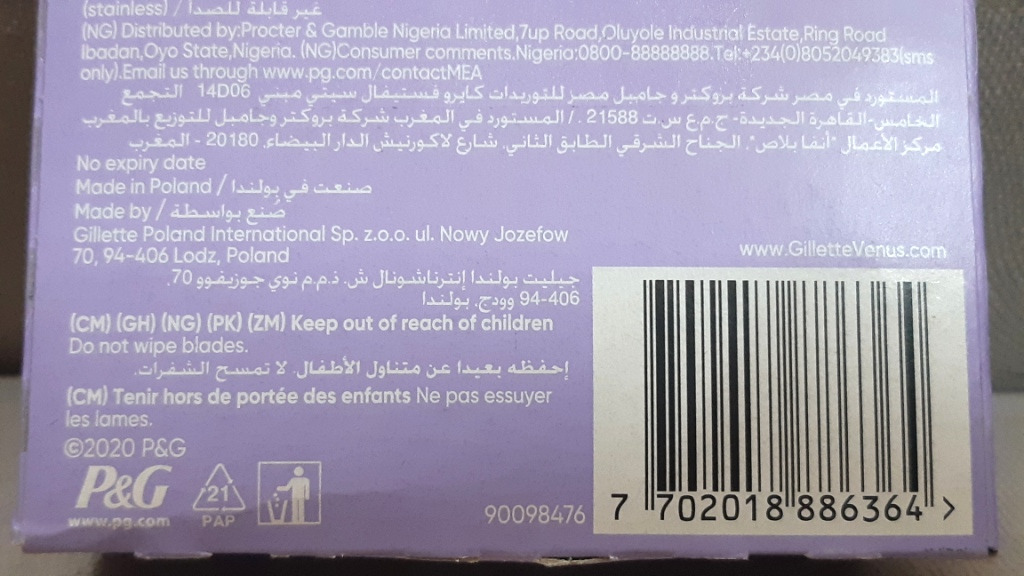 (stainless) / غير قابلة للصدأ
(NG) Distributed by:Procter & Gamble Nigeria Limited,7up Road,Oluyole Industrial Estate,Ring Road
Ibadan,Oyo State,Nigeria. (NG)Consumer comments.Nigeria:0800-88888888.Tel:+234(0)8052049383(sms
only).Email us through www.pg.com/contactMEA
المستورد في مصر شركة بروكتر و جامبل مصر للتوريدات كايرو فستيفال سيتي مبنى 14D06 التجمع
الخامس-القاهرة الجديدة- ج.م.ع س.ت 21588 ./ المستورد في المغرب شركة بروكتر وجامبل للتوزيع بالمغرب
مركز الأعمال "أنفا بلاص". الجناح الشرقي الطابق الثاني. شارع لاكورنيش الدار البيضاء. 20180 - المغرب
No expiry date
Made in Poland / صنعت في بولندا
Made by / صُنع بواسطة
Gillette Poland International Sp. z.o.o. ul. Nowy Jozefow
70, 94-406 Lodz, Poland
www.GilletteVenus.com
جيليت بولندا إنترناشونال ش. ذ.م.م نوي جوزيفوو 70.
94-406 وودج. بولندا
(CM) (GH) (NG) (PK) (ZM) Keep out of reach of children
Do not wipe blades.
إحفظه بعيدا عن متناول الأطفال. لا تمسح الشفرات.
(CM) Tenir hors de portée des enfants Ne pas essuyer
les lames.
©2020 P&G
P&G
www.pg.com
21
PAP
90098476
7 702018 886364 >